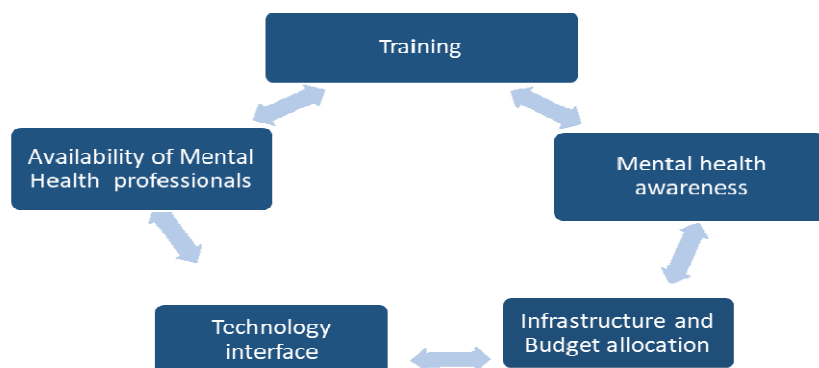 Training
Availability of Mental
Health professionals
Mental health
awareness
Technology
interface
Infrastructure and
Budget allocation